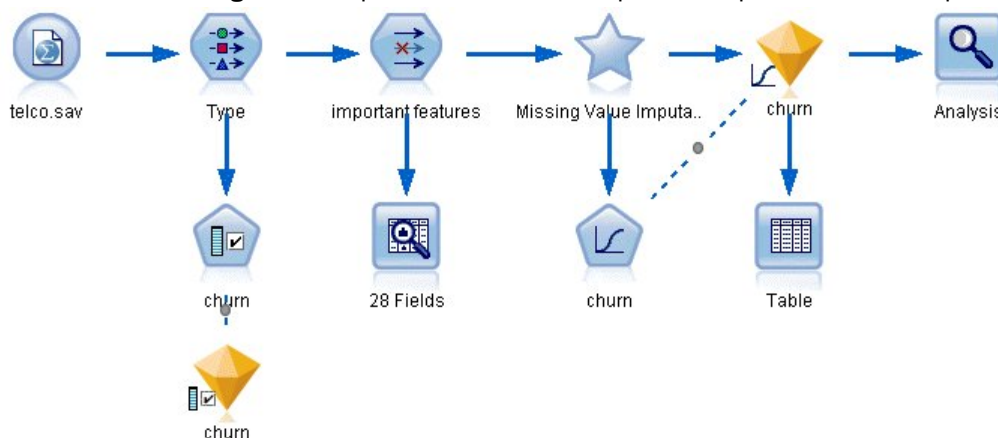 telco.sav
Type
important features
Missing Value Imputa..
churn
Analysis
churn
28 Fields
churn
Table
churn